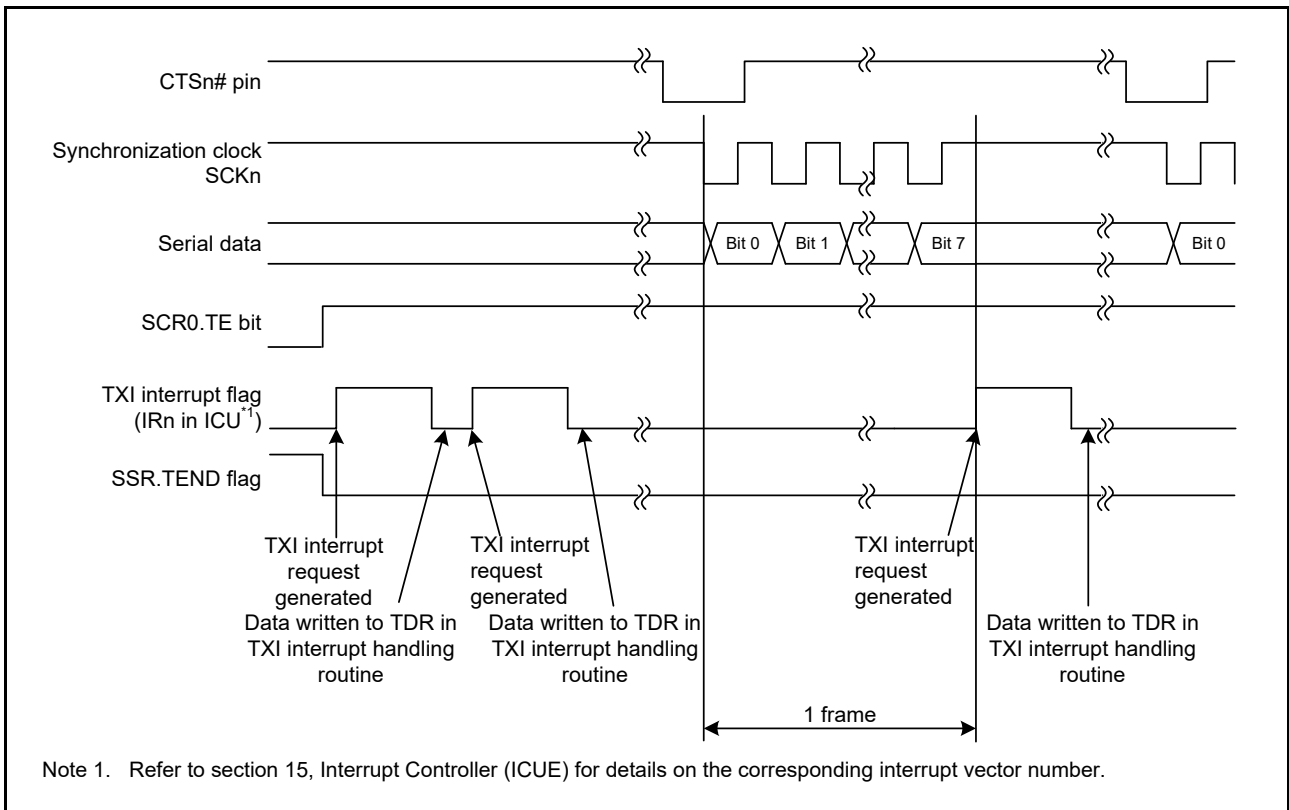 CTSn# pin
Synchronization clock
SCKn
Serial data
Bit 0
Bit 1
Bit 7
Bit 0
SCR0.TE bit
TXI interrupt flag
(IRn in ICU*1)
SSR.TEND flag
TXI interrupt
request
generated
TXI interrupt
request
generated
TXI interrupt
request
generated
Data written to TDR in
TXI interrupt handling
routine
Data written to TDR in
TXI interrupt handling
routine
Data written to TDR in
TXI interrupt handling
routine
1 frame
Note 1. Refer to section 15, Interrupt Controller (ICUE) for details on the corresponding interrupt vector number.